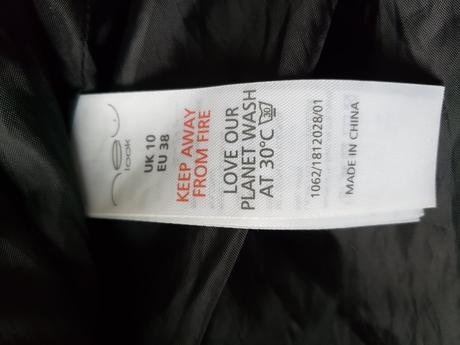 new
look
UK 10
EU 38
KEEP AWAY
FROM FIRE
LOVE OUR
PLANET WASH
AT 30°C 30
1062/1812028/01
MADE IN CHINA